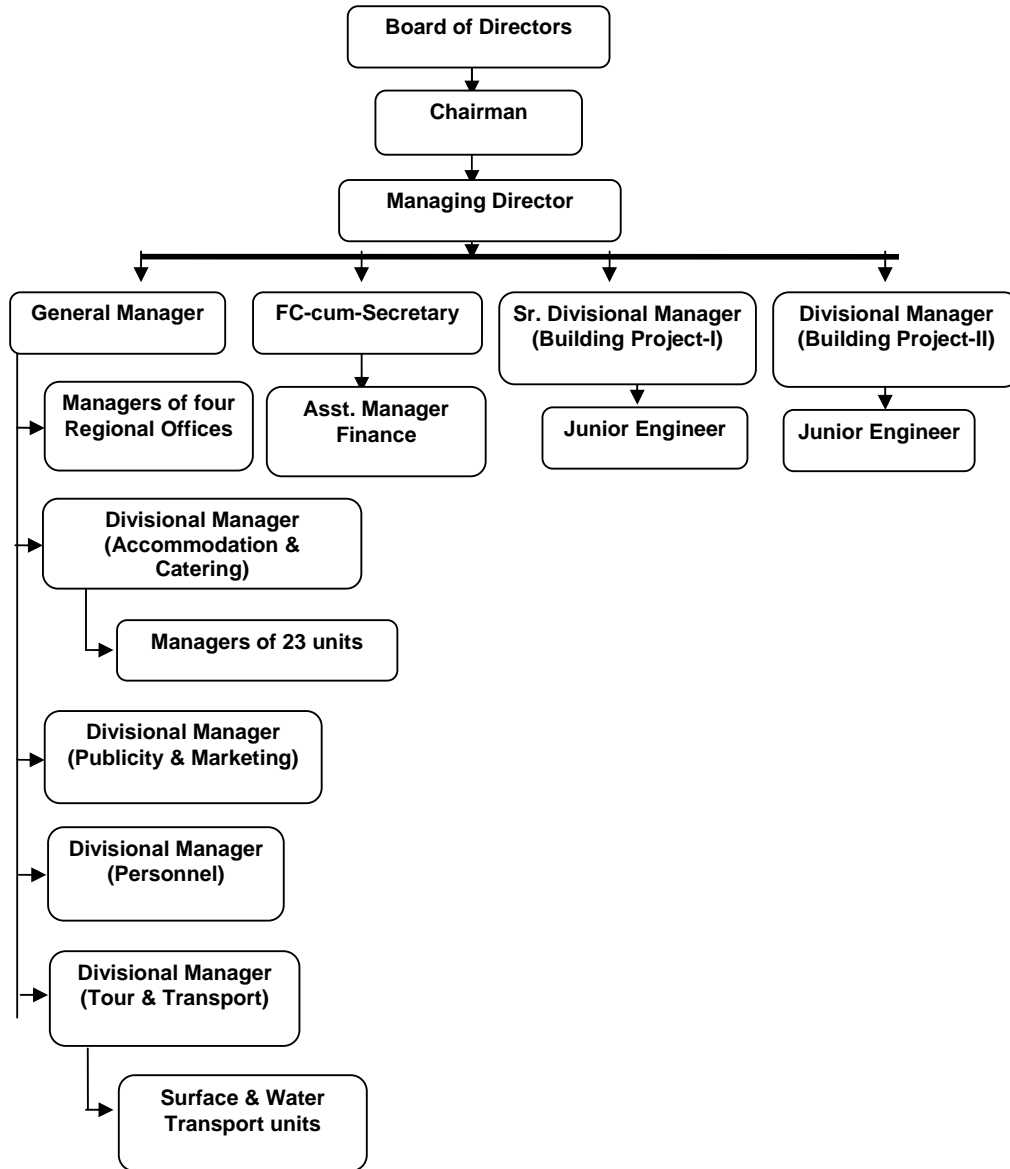 Board of Directors
Chairman
Managing Director
General Manager
FC-cum-Secretary
Sr. Divisional Manager
(Building Project-I)
Divisional Manager
(Building Project-II)
Managers of four
Regional Offices
Asst. Manager
Finance
Junior Engineer
Junior Engineer
Divisional Manager
(Accommodation &
Catering)
Managers of 23 units
Divisional Manager
(Publicity & Marketing)
Divisional Manager
(Personnel)
Divisional Manager
(Tour & Transport)
Surface & Water
Transport units